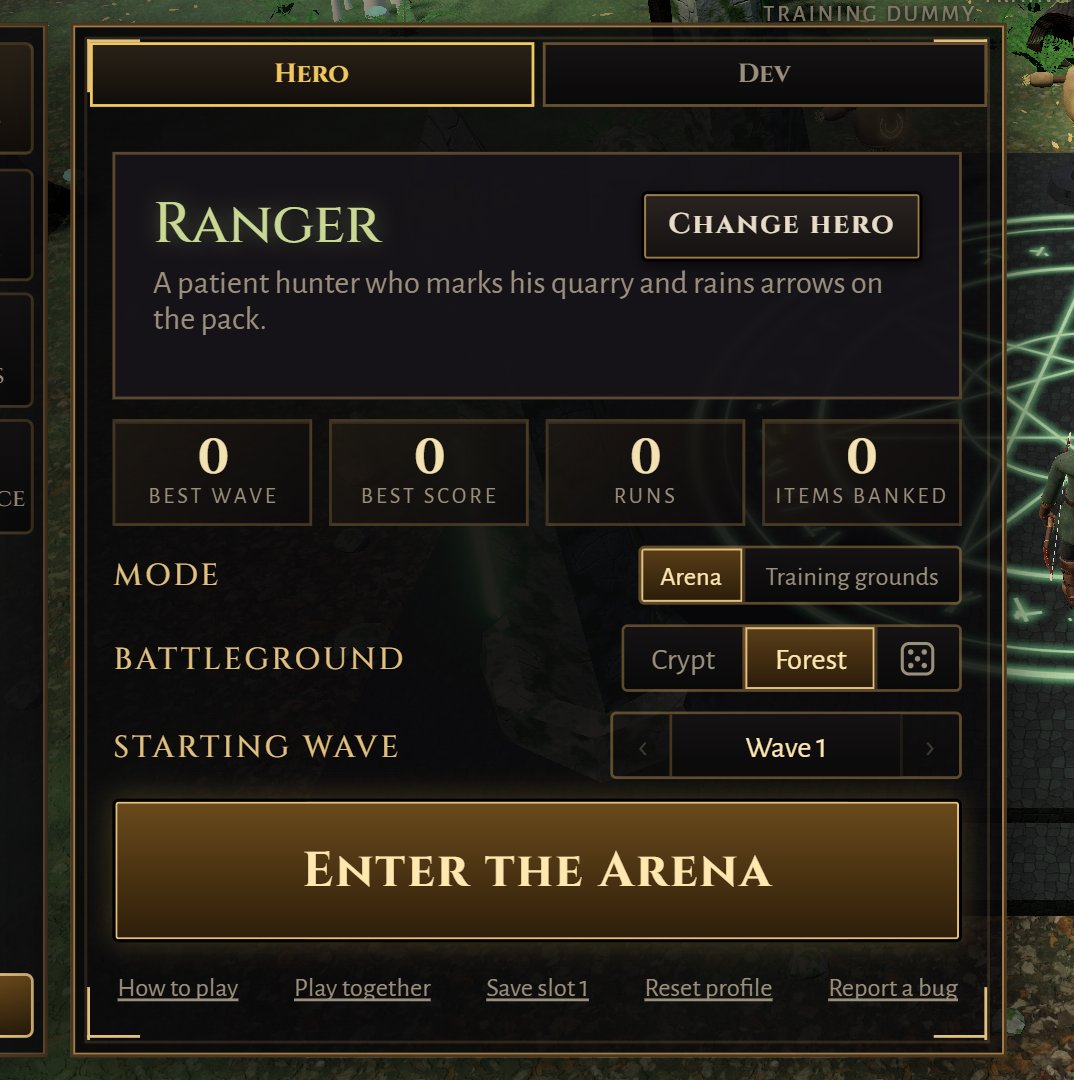 TRAINING DUMMY
Hero
Dev
Ranger
Change hero
A patient hunter who marks his quarry and rains arrows on
the pack.
0
BEST WAVE
0
BEST SCORE
0
RUNS
0
ITEMS BANKED
MODE
Arena
Training grounds
BATTLEGROUND
Crypt
Forest
STARTING WAVE
‹
Wave 1
›
Enter the Arena
How to play
Play together
Save slot 1
Reset profile
Report a bug